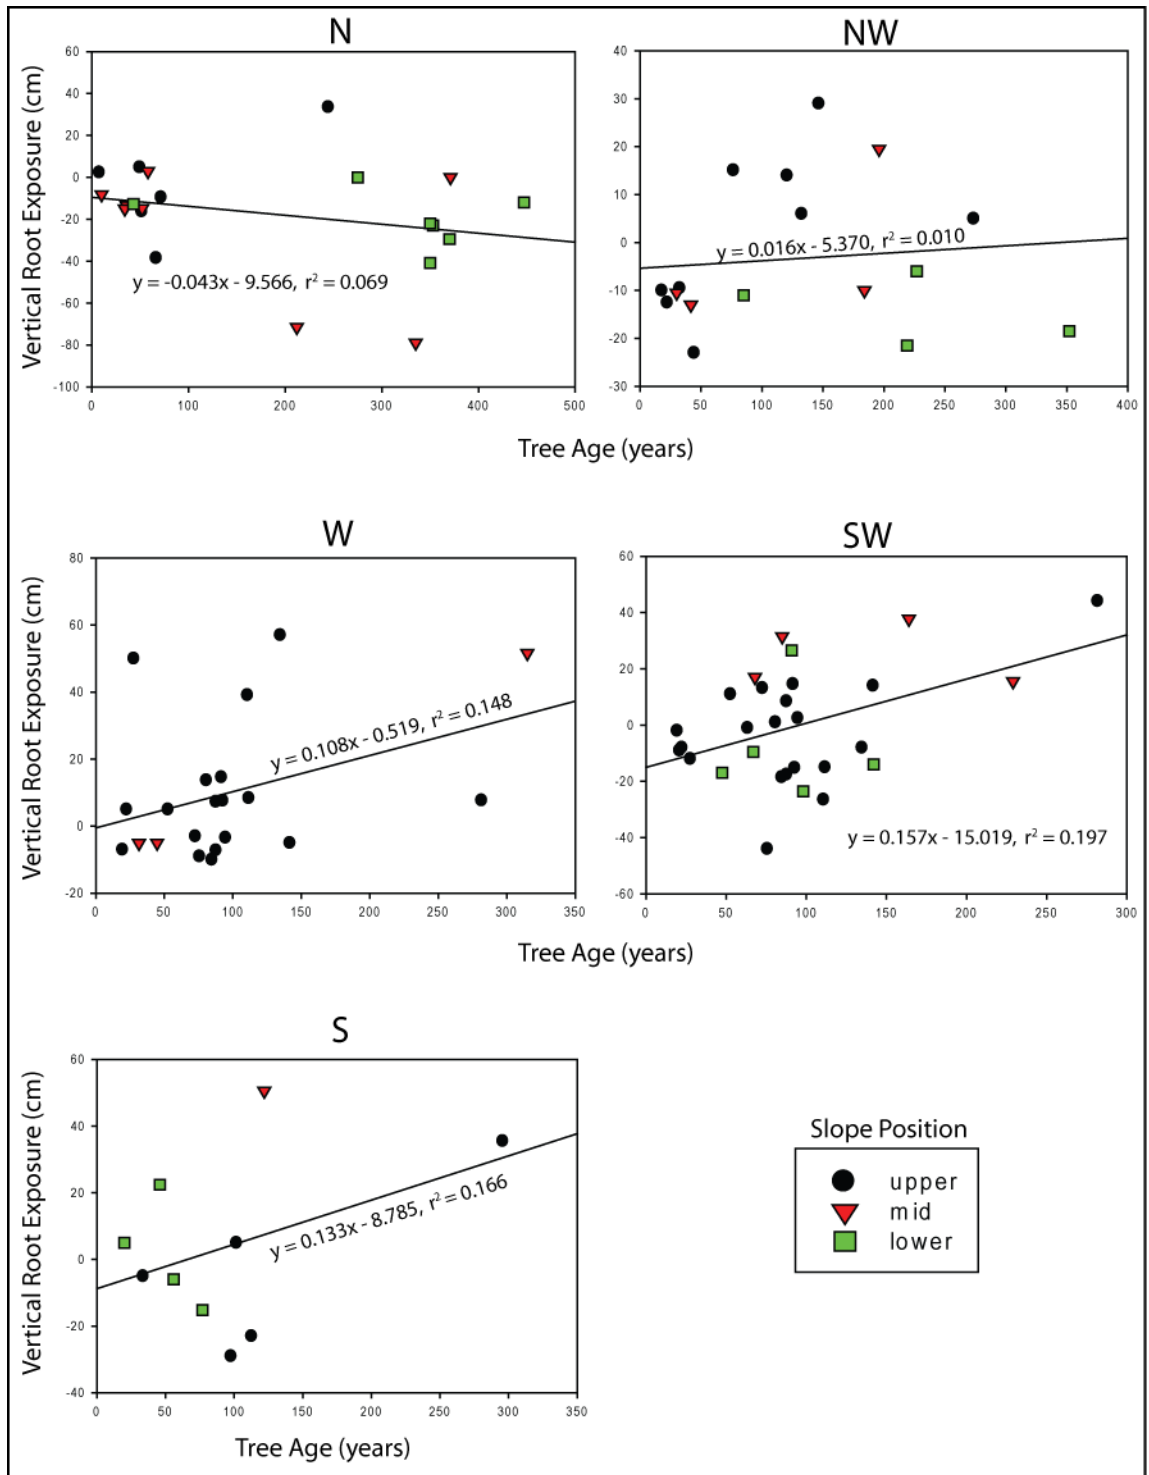 N
Vertical Root Exposure (cm)
60
40
20
0
-20
-40
-60
-80
-100
y = -0.043x - 9.566, r² = 0.069
0 100 200 300 400 500
NW
40
30
20
10
0
-10
-20
-30
y = 0.016x - 5.370, r² = 0.010
0 50 100 150 200 250 300 350 400
Tree Age (years)
W
Vertical Root Exposure (cm)
80
60
40
20
0
-20
y = 0.108x - 0.519, r² = 0.148
0 50 100 150 200 250 300 350
SW
60
40
20
0
-20
-40
-60
y = 0.157x - 15.019, r² = 0.197
0 50 100 150 200 250 300
Tree Age (years)
S
Vertical Root Exposure (cm)
60
40
20
0
-20
-40
y = 0.133x - 8.785, r² = 0.166
0 50 100 150 200 250 300 350
Tree Age (years)
Slope Position
upper
mid
lower